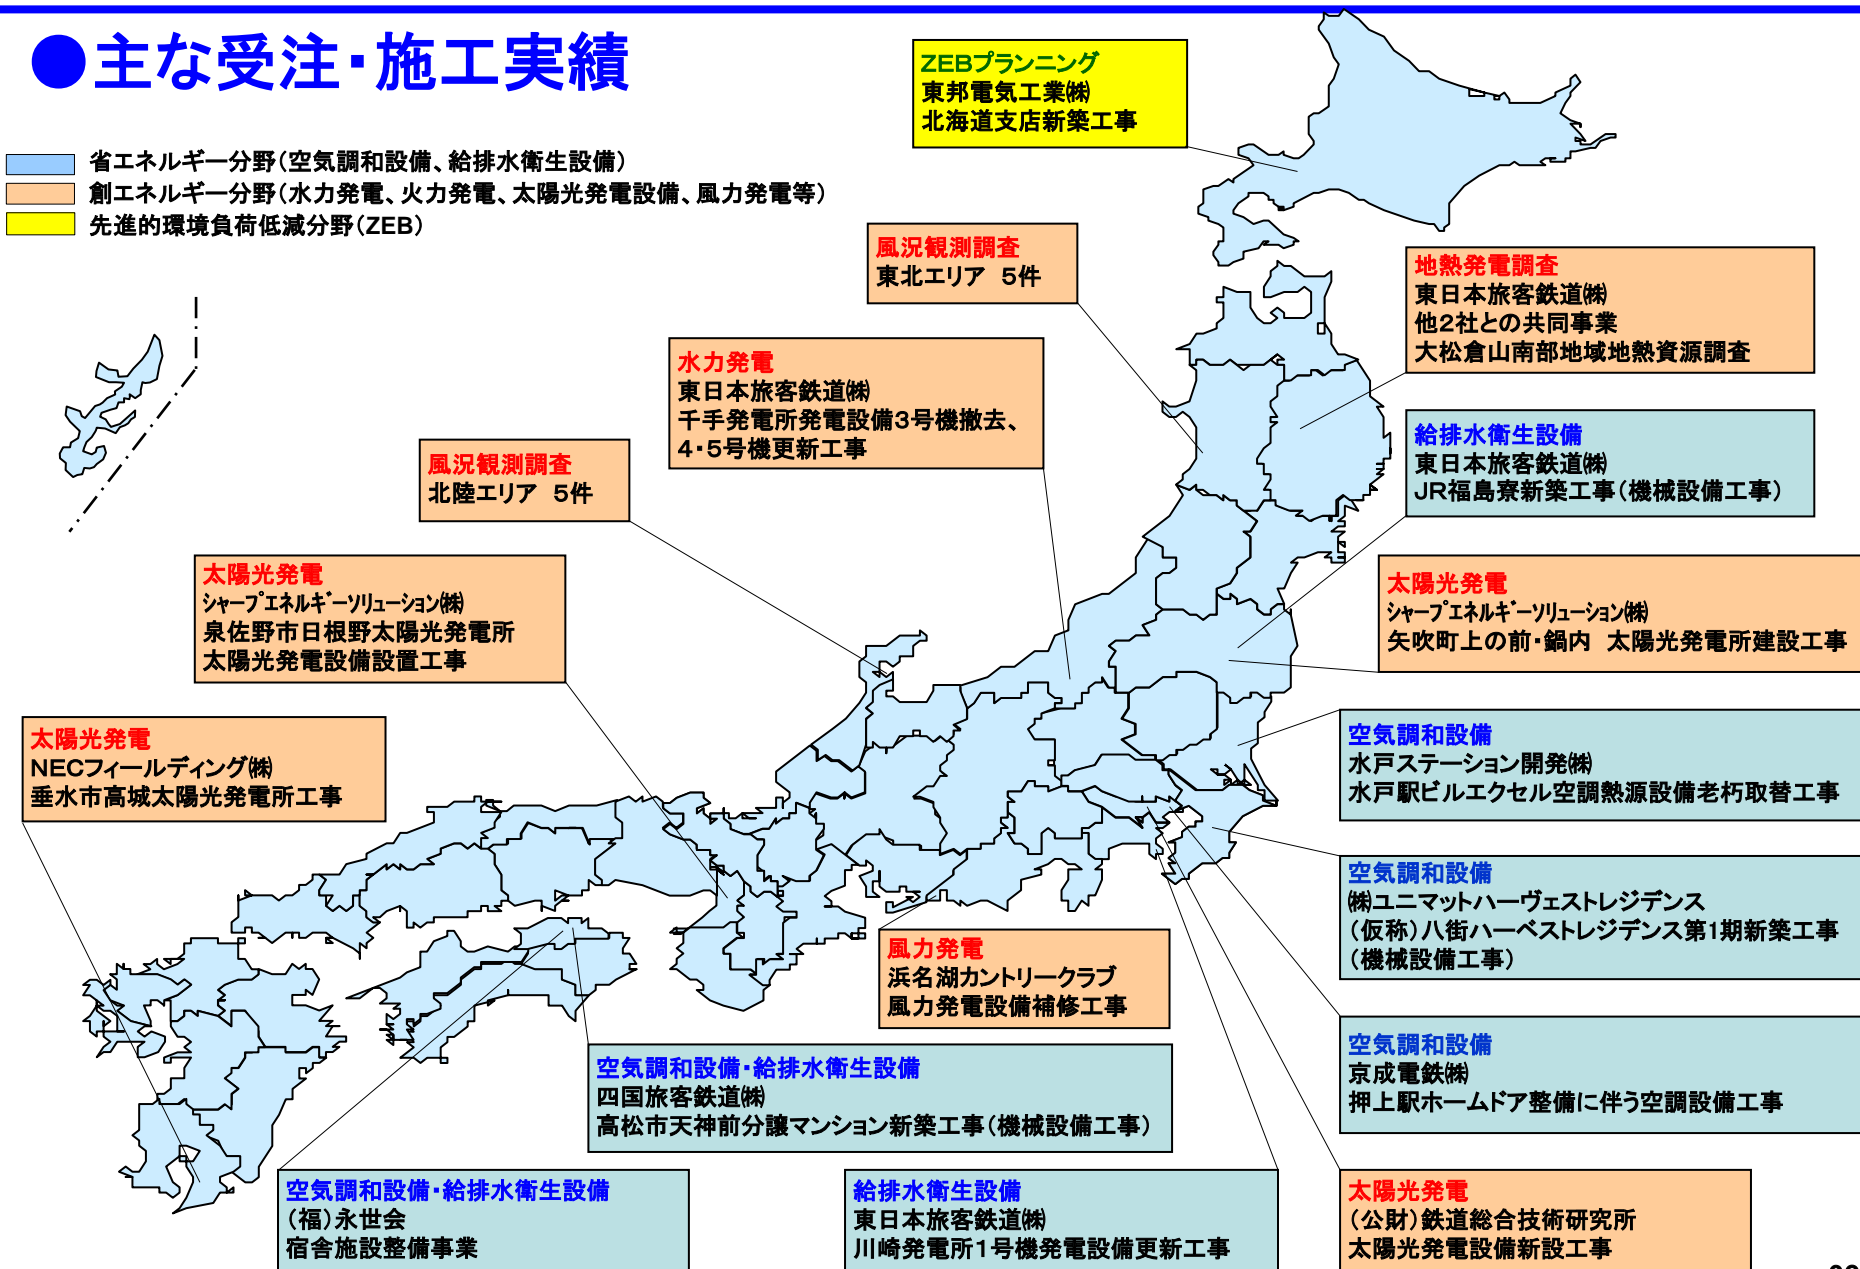 ●主な受注・施工実績
省エネルギー分野(空気調和設備、給排水衛生設備)
創エネルギー分野(水力発電、火力発電、太陽光発電設備、風力発電等)
先進的環境負荷低減分野(ZEB)
ZEBプランニング
東邦電気工業㈱
北海道支店新築工事
風況観測調査
東北エリア 5件
地熱発電調査
東日本旅客鉄道㈱
他2社との共同事業
大松倉山南部地域地熱資源調査
水力発電
東日本旅客鉄道㈱
千手発電所発電設備3号機撤去、
4・5号機更新工事
給排水衛生設備
東日本旅客鉄道㈱
JR福島寮新築工事(機械設備工事)
風況観測調査
北陸エリア 5件
太陽光発電
シャープエネルギーソリューション㈱
泉佐野市日根野太陽光発電所
太陽光発電設備設置工事
太陽光発電
シャープエネルギーソリューション㈱
矢吹町上の前・鍋内 太陽光発電所建設工事
太陽光発電
NECフィールディング㈱
垂水市高城太陽光発電所工事
空気調和設備
水戸ステーション開発㈱
水戸駅ビルエクセル空調熱源設備老朽取替工事
空気調和設備
㈱ユニマットハーヴェストレジデンス
(仮称)八街ハーベストレジデンス第1期新築工事
(機械設備工事)
風力発電
浜名湖カントリークラブ
風力発電設備補修工事
空気調和設備
京成電鉄㈱
押上駅ホームドア整備に伴う空調設備工事
空気調和設備・給排水衛生設備
四国旅客鉄道㈱
高松市天神前分譲マンション新築工事(機械設備工事)
空気調和設備・給排水衛生設備
(福)永世会
宿舎施設整備事業
給排水衛生設備
東日本旅客鉄道㈱
川崎発電所1号機発電設備更新工事
太陽光発電
(公財)鉄道総合技術研究所
太陽光発電設備新設工事